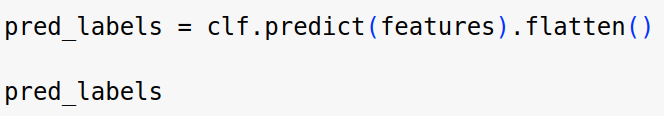 pred_labels = clf.predict(features).flatten()
pred_labels